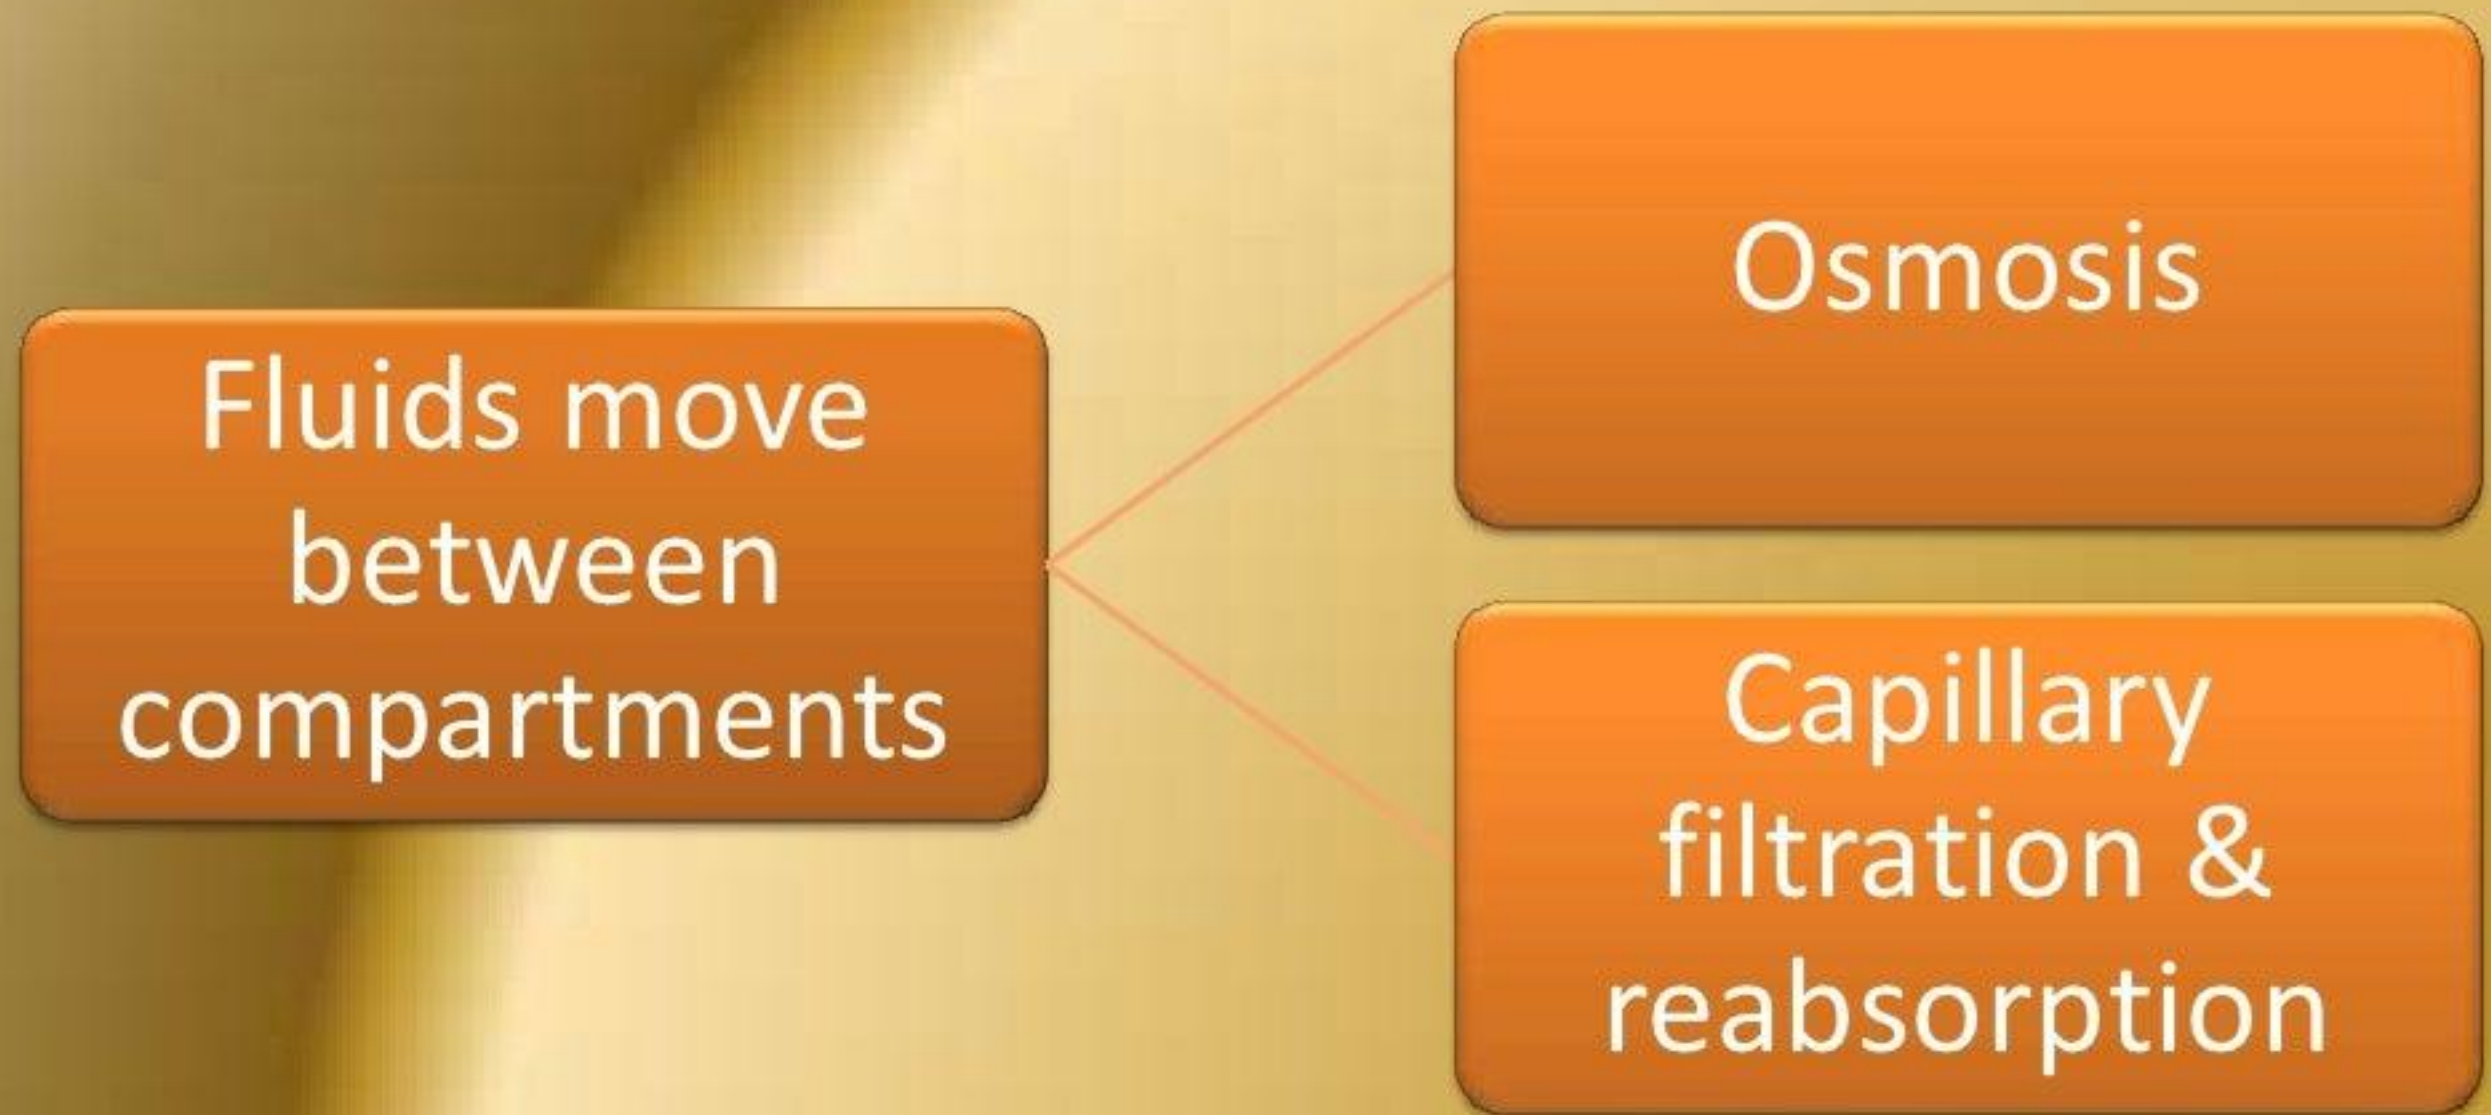 Fluids move
between
compartments
Osmosis
Capillary
filtration &
reabsorption